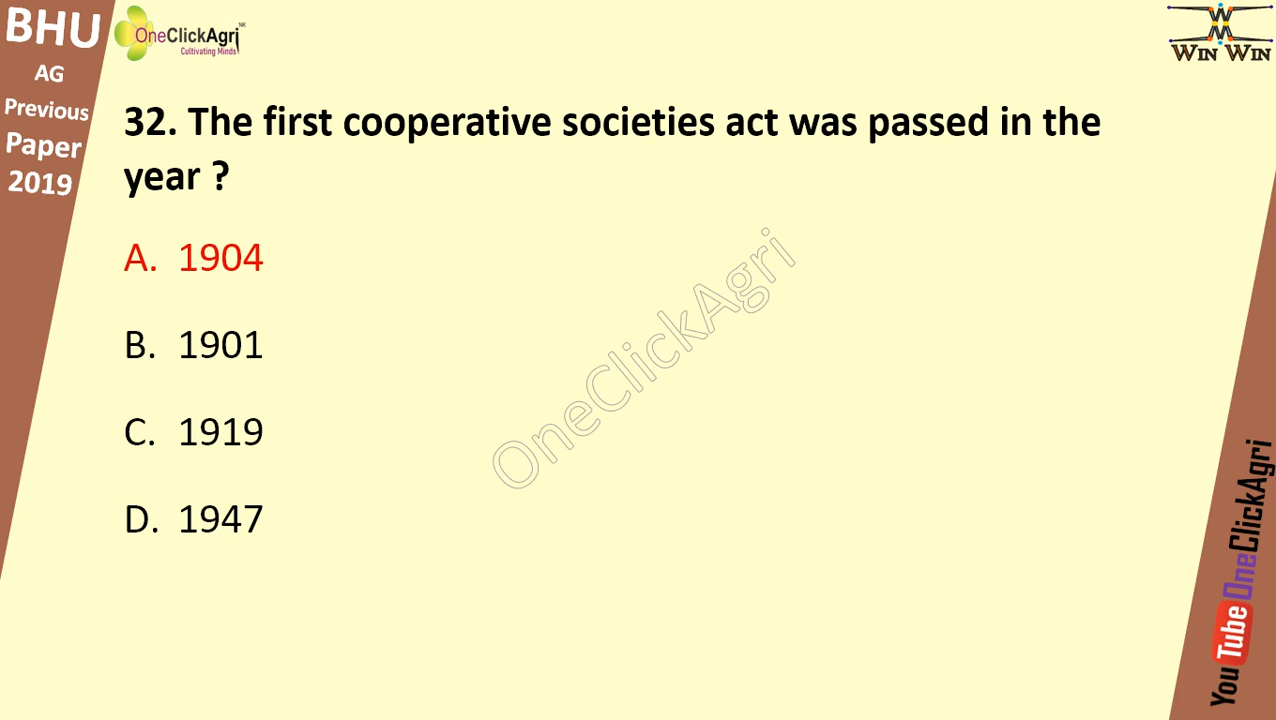 BHU
AG
Previous
Paper
2019
OneClickAgri NK
Cultivating Minds
WIN WIN
32. The first cooperative societies act was passed in the
year ?
A. 1904
B. 1901
C. 1919
D. 1947
OneClickAgri
YouTube OneClickAgri